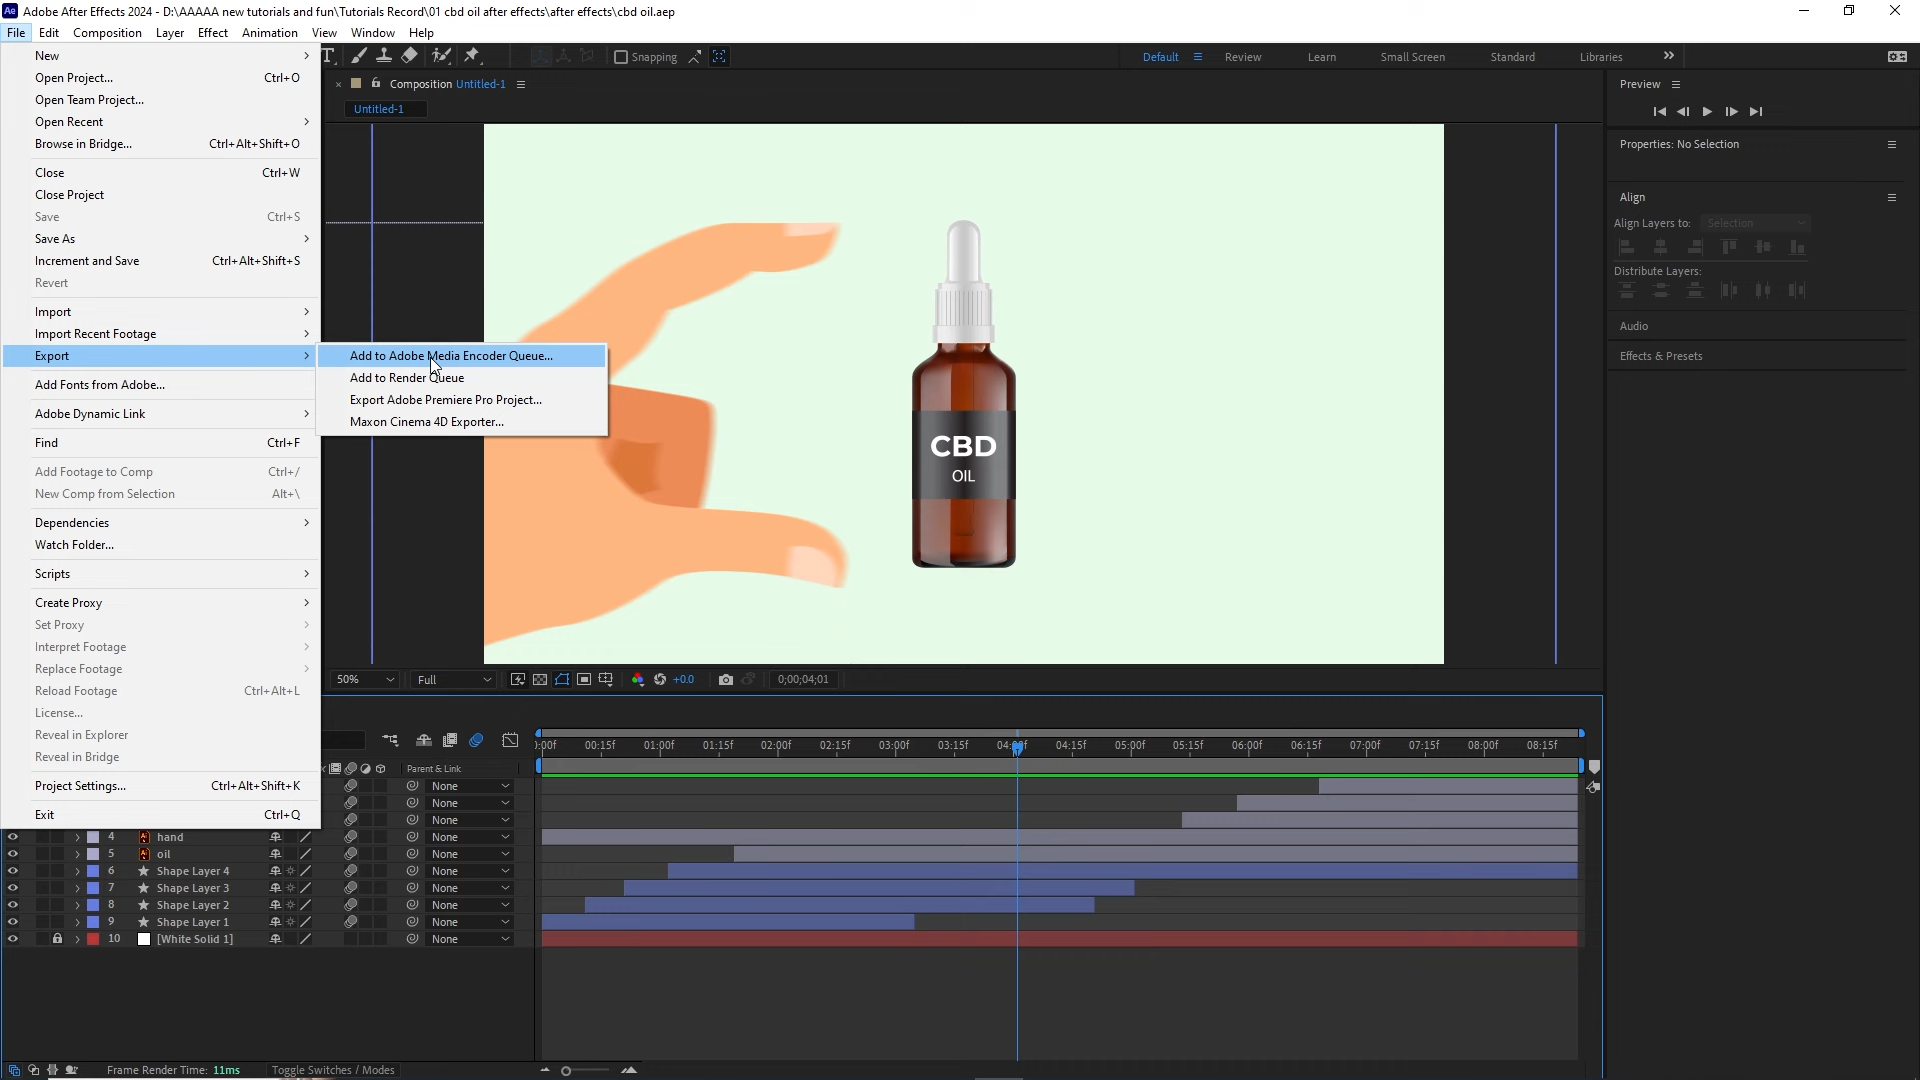 Adobe After Effects 2024 - D:\AAAAA new tutorials and fun\Tutorials Record\01 cbd oil after effects\after effects\cbd oil.aep
File Edit Composition Layer Effect Animation View Window Help
Snapping
Default Review Learn Small Screen Standard Libraries
New
Open Project... Ctrl+O
Open Team Project...
Open Recent
Browse in Bridge... Ctrl+Alt+Shift+O
Close Ctrl+W
Close Project
Save Ctrl+S
Save As
Increment and Save Ctrl+Alt+Shift+S
Revert
Import
Import Recent Footage
Export
Add Fonts from Adobe...
Adobe Dynamic Link
Find Ctrl+F
Add Footage to Comp Ctrl+/
New Comp from Selection Alt+\
Dependencies
Watch Folder...
Scripts
Create Proxy
Set Proxy
Interpret Footage
Replace Footage
Reload Footage Ctrl+Alt+L
License...
Reveal in Explorer
Reveal in Bridge
Project Settings... Ctrl+Alt+Shift+K
Exit Ctrl+Q
Add to Adobe Media Encoder Queue...
Add to Render Queue
Export Adobe Premiere Pro Project...
Maxon Cinema 4D Exporter...
Composition Untitled-1
Untitled-1
CBD
OIL
50% Full +0.0 0;00;04;01
Preview
Properties: No Selection
Align
Align Layers to: Selection
Distribute Layers:
Audio
Effects & Presets
:00f 00:15f 01:00f 01:15f 02:00f 02:15f 03:00f 03:15f 04:00f 04:15f 05:00f 05:15f 06:00f 06:15f 07:00f 07:15f 08:00f 08:15f
Parent & Link
None
None
None
4 hand None
5 oil None
6 Shape Layer 4 None
7 Shape Layer 3 None
8 Shape Layer 2 None
9 Shape Layer 1 None
10 [White Solid 1] None
Frame Render Time: 11ms Toggle Switches / Modes